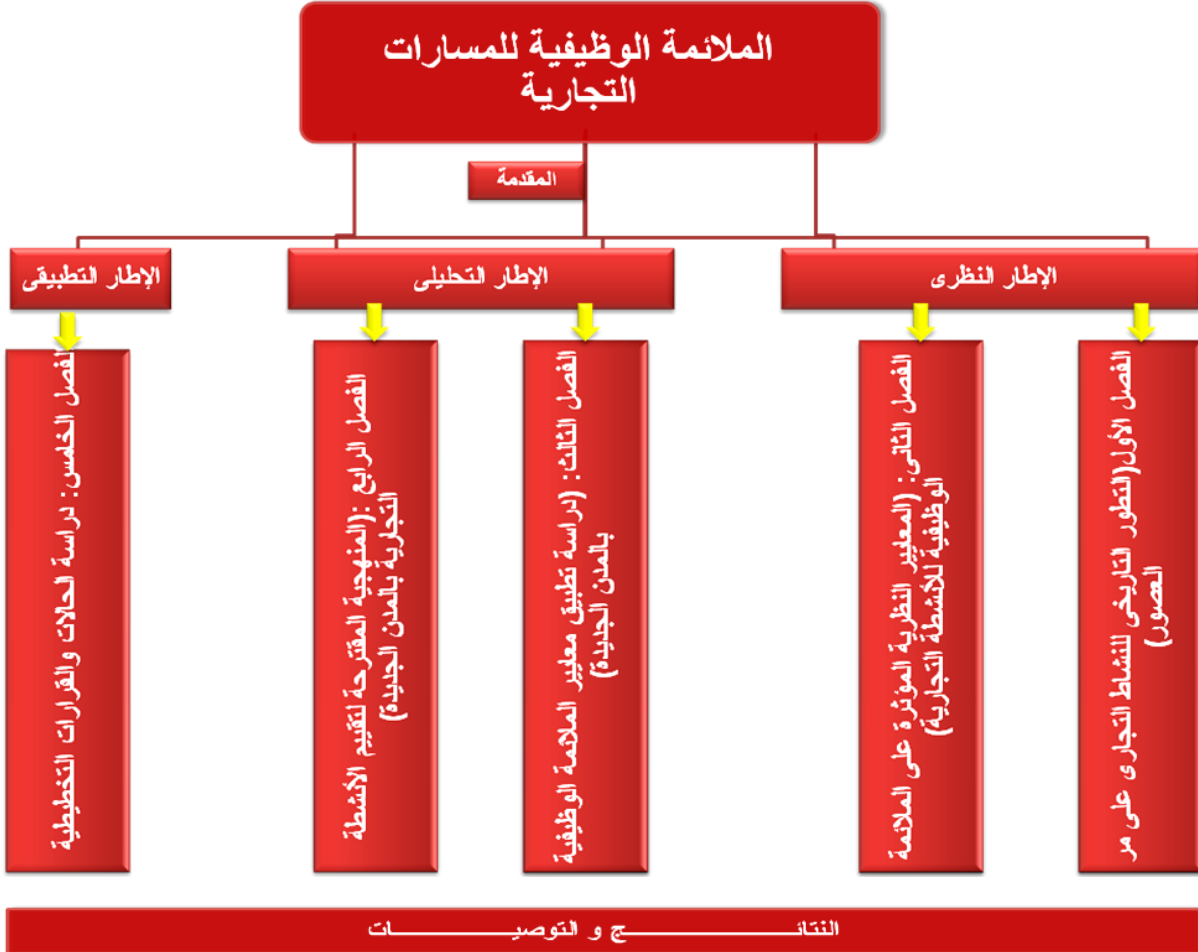 الملائمة الوظيفية للمسارات
التجارية
المقدمة
الإطار النظرى
الإطار التحليلى
الإطار التطبيقى
الفصل الأول(التطور التاريخى للنشاط التجارى على مر
العصور)
الفصل الثانى: (المعايير النظرية المؤثرة على الملائمة
الوظيفية للأنشطة التجارية)
الفصل الثالث: (دراسة تطبيق معايير الملائمة الوظيفية
بالمدن الجديدة)
الفصل الرابع :(المنهجية المقترحة لتقييم الأنشطة
التجارية بالمدن الجديدة)
الفصل الخامس: دراسة الحالات والقرارات التخطيطية
النتائـــــــــــــج و التوصيـــــــــــــات